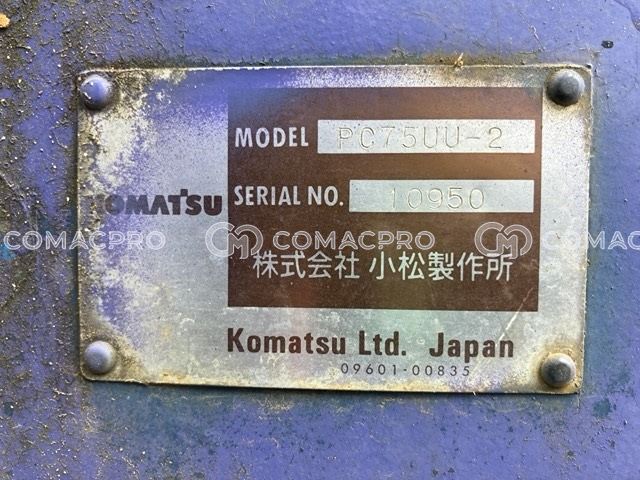 MODEL PC75UU-2
KOMATSU
SERIAL NO. 10950
COMACPRO COMACPRO COMACPRO
株式会社 小松製作所
Komatsu Ltd. Japan
09601-00835